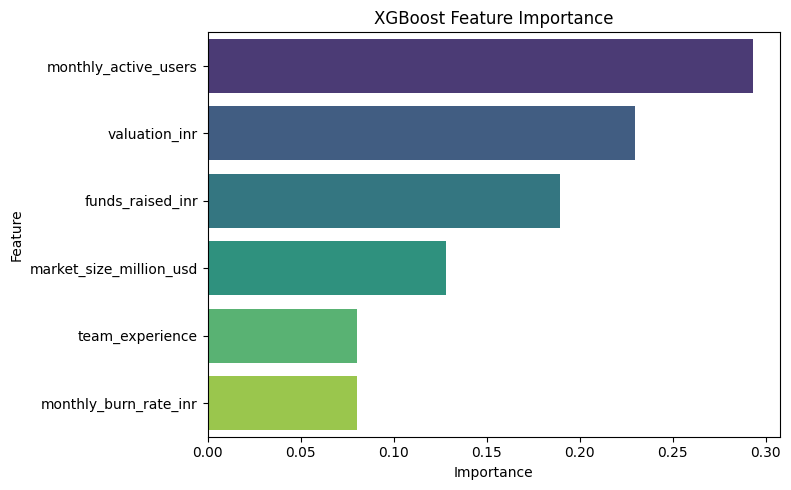 XGBoost Feature Importance
Feature
monthly_active_users
valuation_inr
funds_raised_inr
market_size_million_usd
team_experience
monthly_burn_rate_inr
0.00 0.05 0.10 0.15 0.20 0.25 0.30
Importance